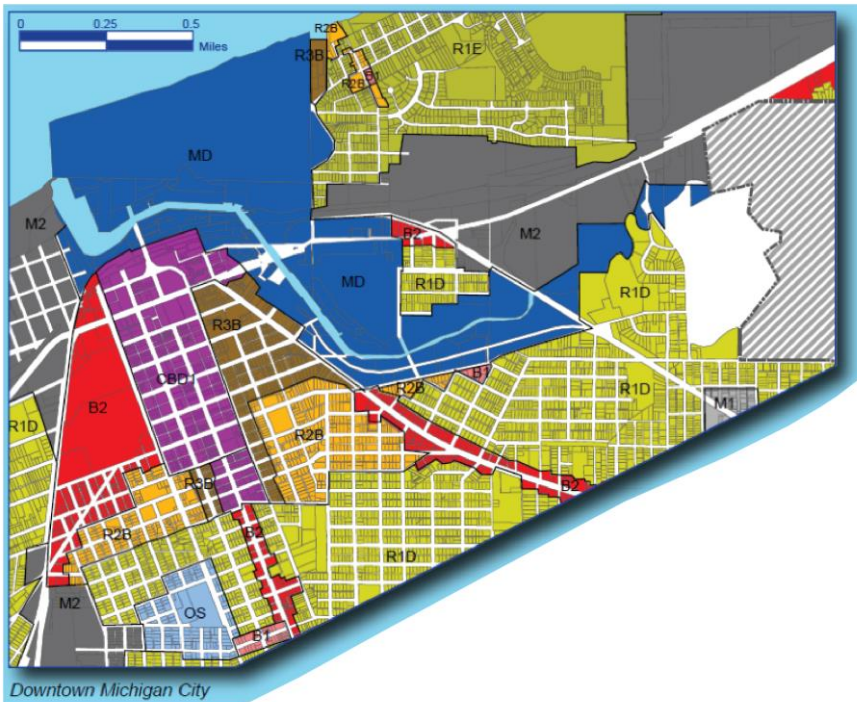 0 0.25 0.5
Miles
R2B
R3B
B1
R2B
R1E
MD
M2
B2
M2
MD
R1D
R1D
R3B
CBD1
B2
R2B
B1
R1D
M1
R1D
R2B
R3B
B2
B2
R2B
R1D
OS
M2
B1
Downtown Michigan City